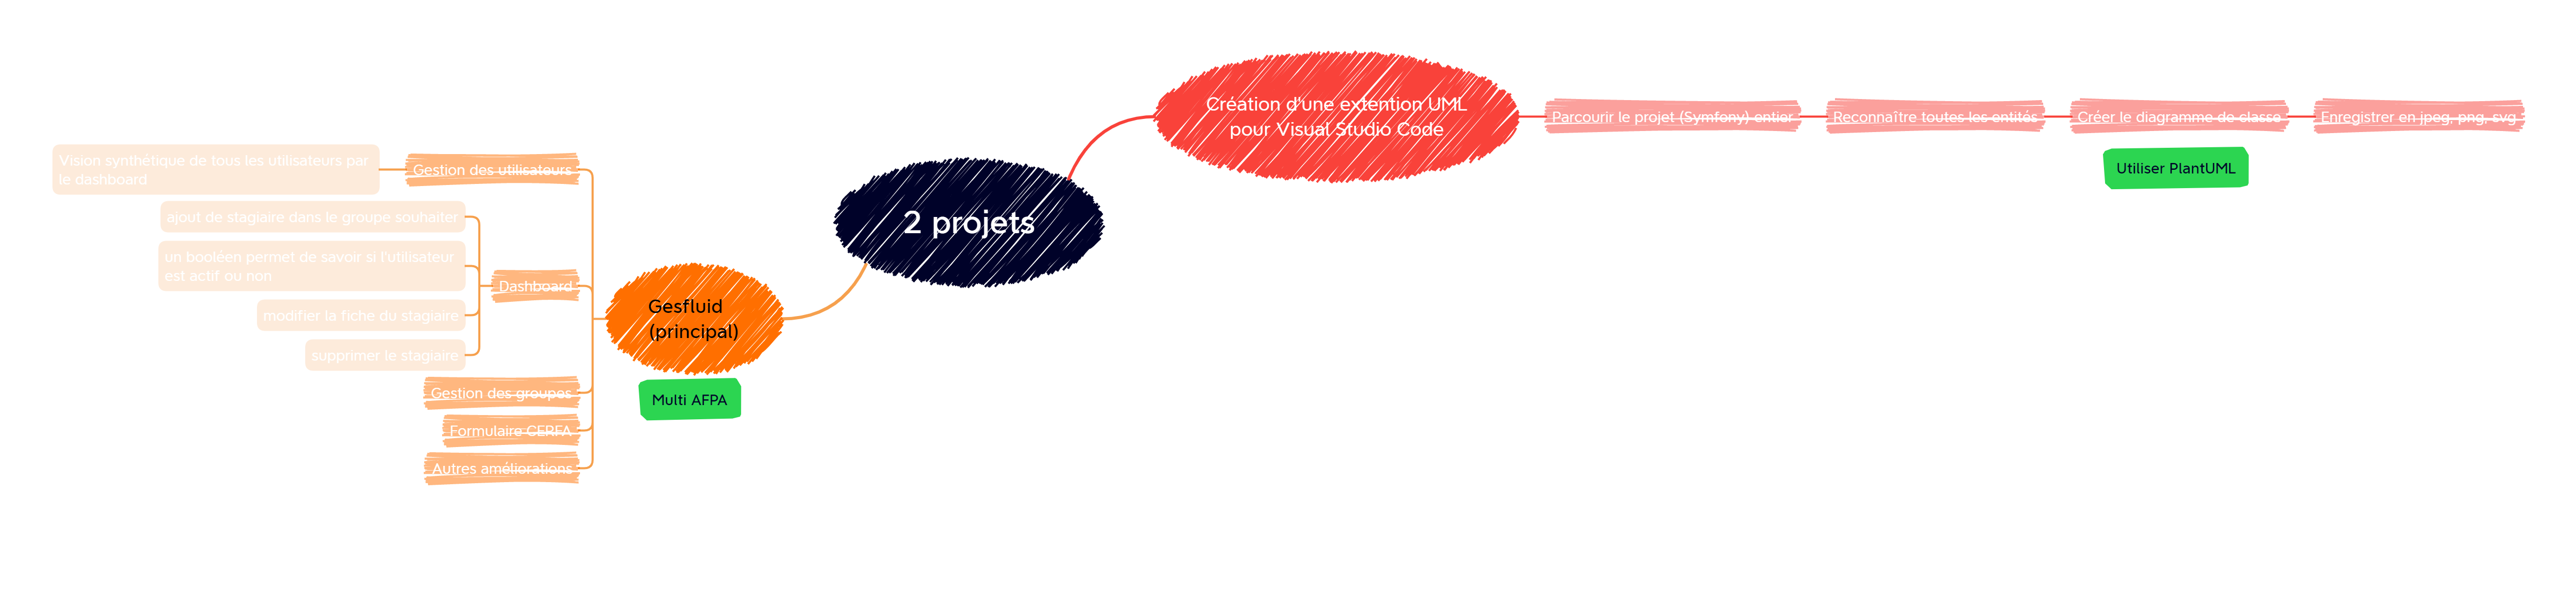 2 projets
Création d'une extention UML
pour Visual Studio Code
Parcourir le projet (Symfony) entier
Reconnaître toutes les entités
Créer le diagramme de classe
Enregistrer en jpeg, png, svg
Utiliser PlantUML
Gesfluid
(principal)
Multi AFPA
Gestion des utilisateurs
Vision synthétique de tous les utilisateurs par
le dashboard
Dashboard
ajout de stagiaire dans le groupe souhaiter
un booléen permet de savoir si l'utilisateur
est actif ou non
modifier la fiche du stagiaire
supprimer le stagiaire
Gestion des groupes
Formulaire CERFA
Autres améliorations